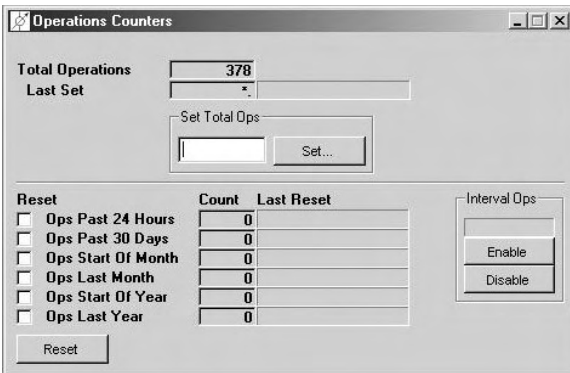 Operations Counters
Total Operations 378
Last Set *.
Set Total Ops
Set...
Reset Count Last Reset
Ops Past 24 Hours 0
Ops Past 30 Days 0
Ops Start Of Month 0
Ops Last Month 0
Ops Start Of Year 0
Ops Last Year 0
Reset
Interval Ops
Enable
Disable